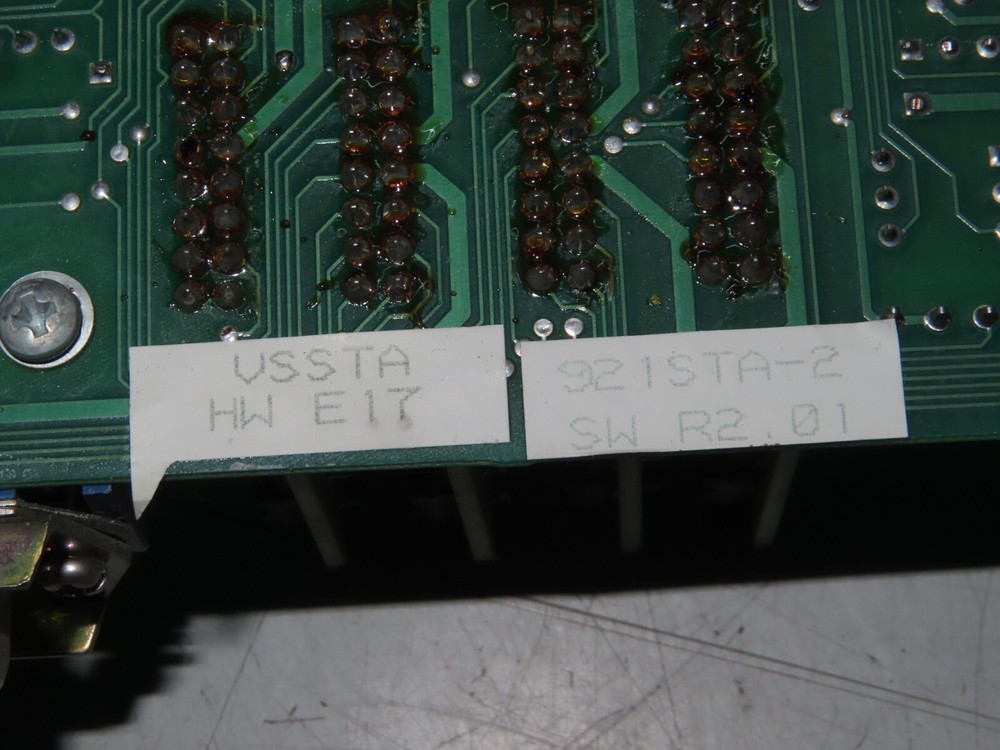 VSSTA
HW E17
921STA-2
SW R2.01